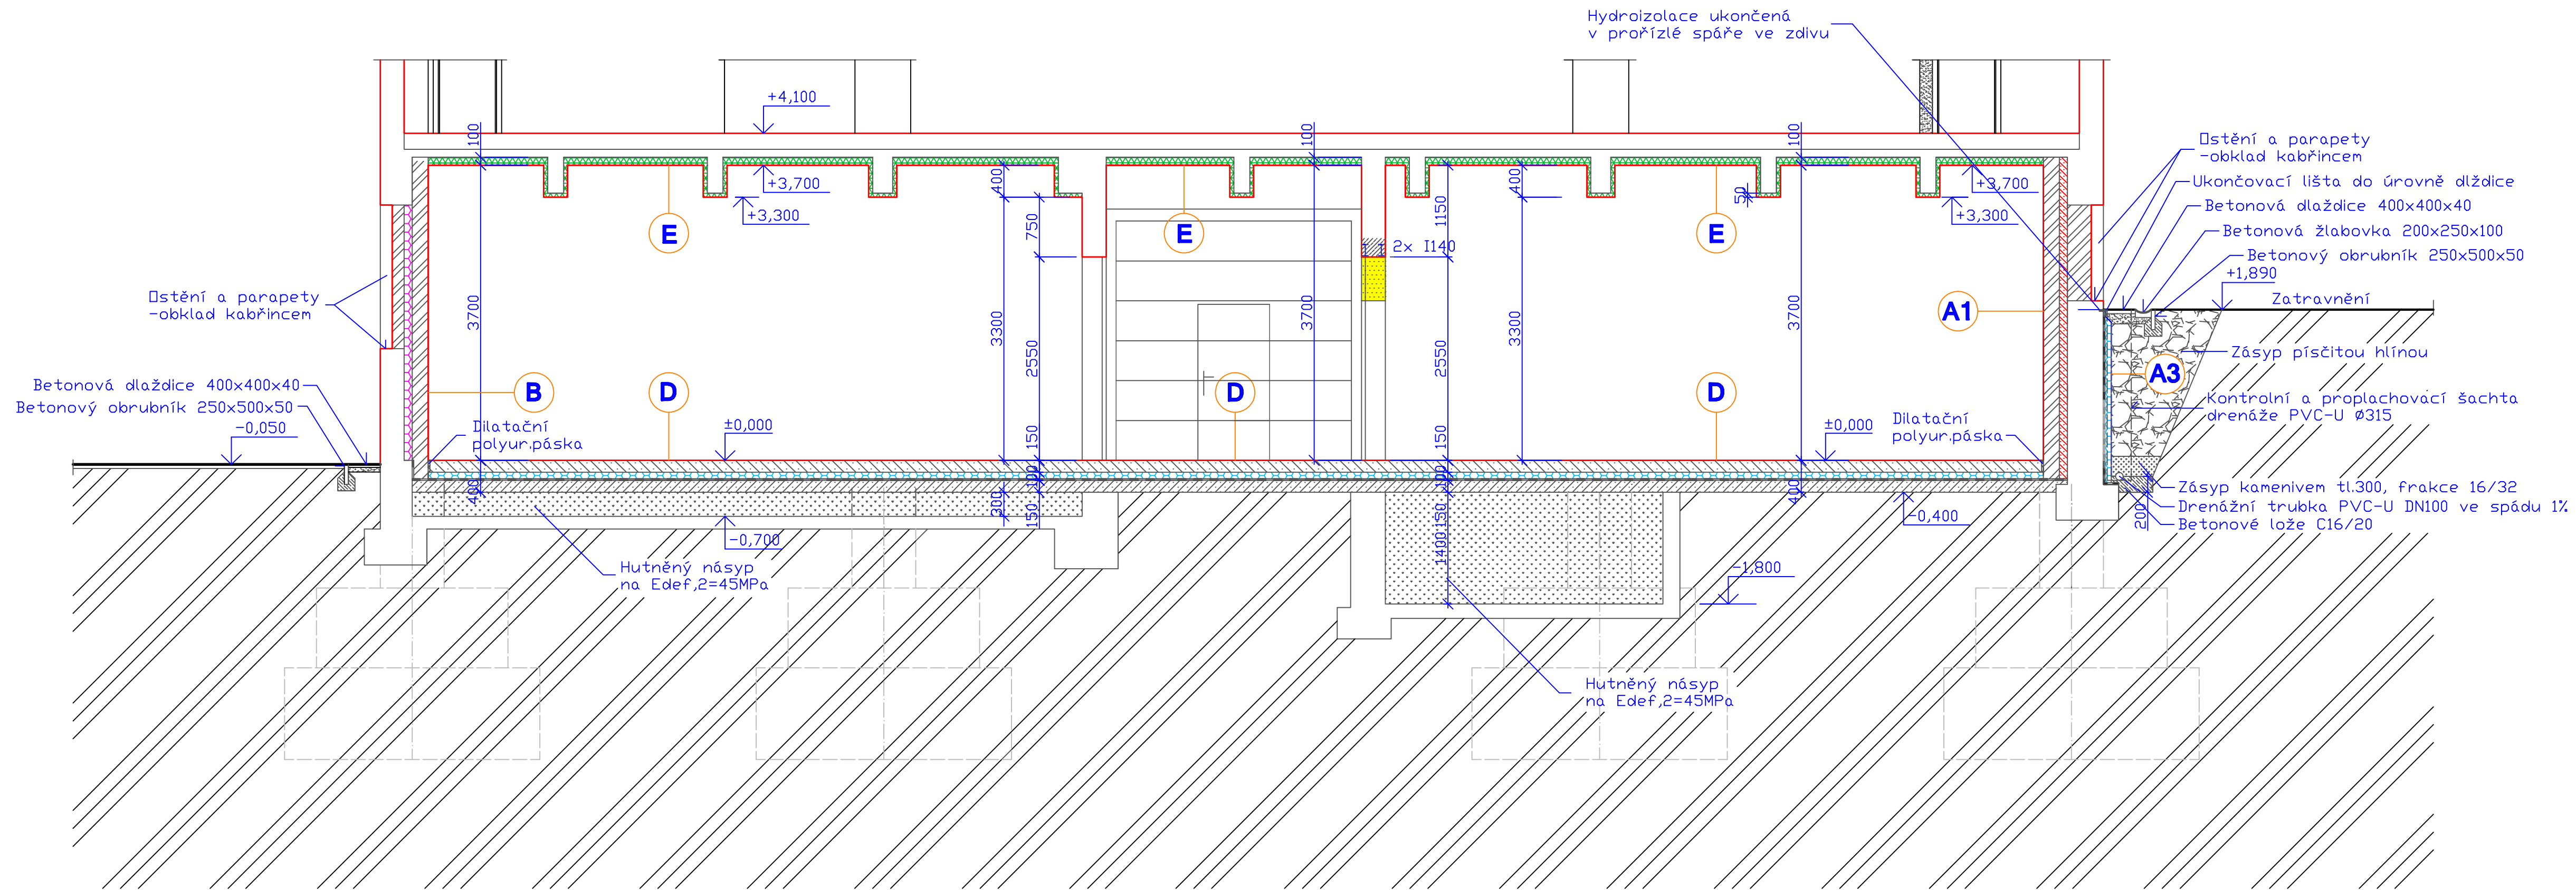 Hydroizolace ukončená
v prořízlé spáře ve zdivu
+4,100
100
100
100
Ostění a parapety
-obklad kabřincem
+3,700
+3,300
400
750
400
1150
50
+3,700
+3,300
Ukončovací lišta do úrovně dlždice
Betonová dlaždice 400x400x40
Betonová žlabovka 200x250x100
Betonový obrubník 250x500x50
E
E
E
2x I140
+1,890
Zatravnění
Ostění a parapety
-obklad kabřincem
3700
3300
2550
3700
2550
3300
3700
A1
Zásyp písčitou hlínou
A3
Betonová dlaždice 400x400x40
Betonový obrubník 250x500x50
-0,050
B
D
D
D
Kontrolní a proplachovací šachta
drenáže PVC-U Ø315
Dilatační
polyur.páska
±0,000
150
150
±0,000
Dilatační
polyur.páska
400
300
100
150
100
150
1400
400
-0,400
200
Zásyp kamenivem tl.300, frakce 16/32
Drenážní trubka PVC-U DN100 ve spádu 1%
Betonové lože C16/20
-0,700
Hutněný násyp
na Edef,2=45MPa
-1,800
Hutněný násyp
na Edef,2=45MPa